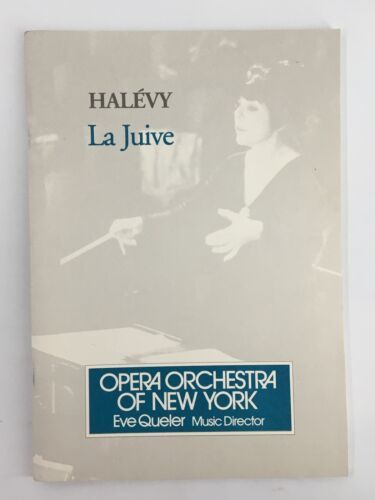 HALÉVY
La Juive
OPERA ORCHESTRA
OF NEW YORK
Eve Queler Music Director